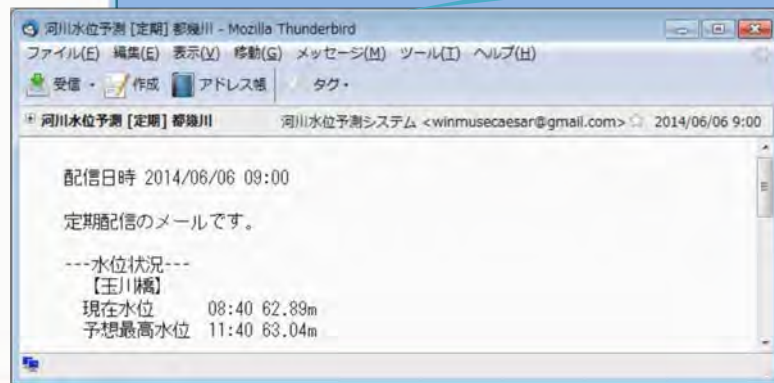 河川水位予測 [定期] 都幾川 - Mozilla Thunderbird
ファイル(F) 編集(E) 表示(V) 移動(G) メッセージ(M) ツール(T) ヘルプ(H)
受信 ・ 作成 アドレス帳 タグ・
河川水位予測 [定期] 都幾川 河川水位予測システム <winmusecaesar@gmail.com> 2014/06/06 9:00
配信日時 2014/06/06 09:00
定期配信のメールです。
---水位状況---
【玉川橋】
現在水位 08:40 62.89m
予想最高水位 11:40 63.04m